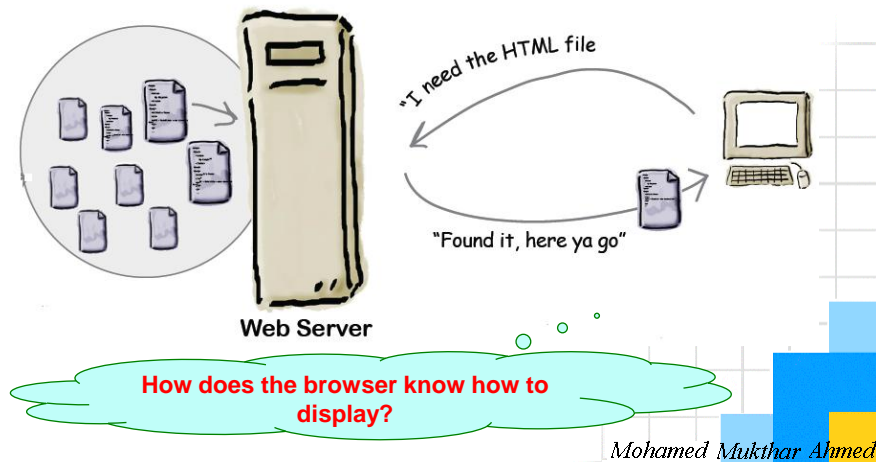 “I need the HTML file
“Found it, here ya go”
Web Server
How does the browser know how to
display?
Mohamed Mukthar Ahmed